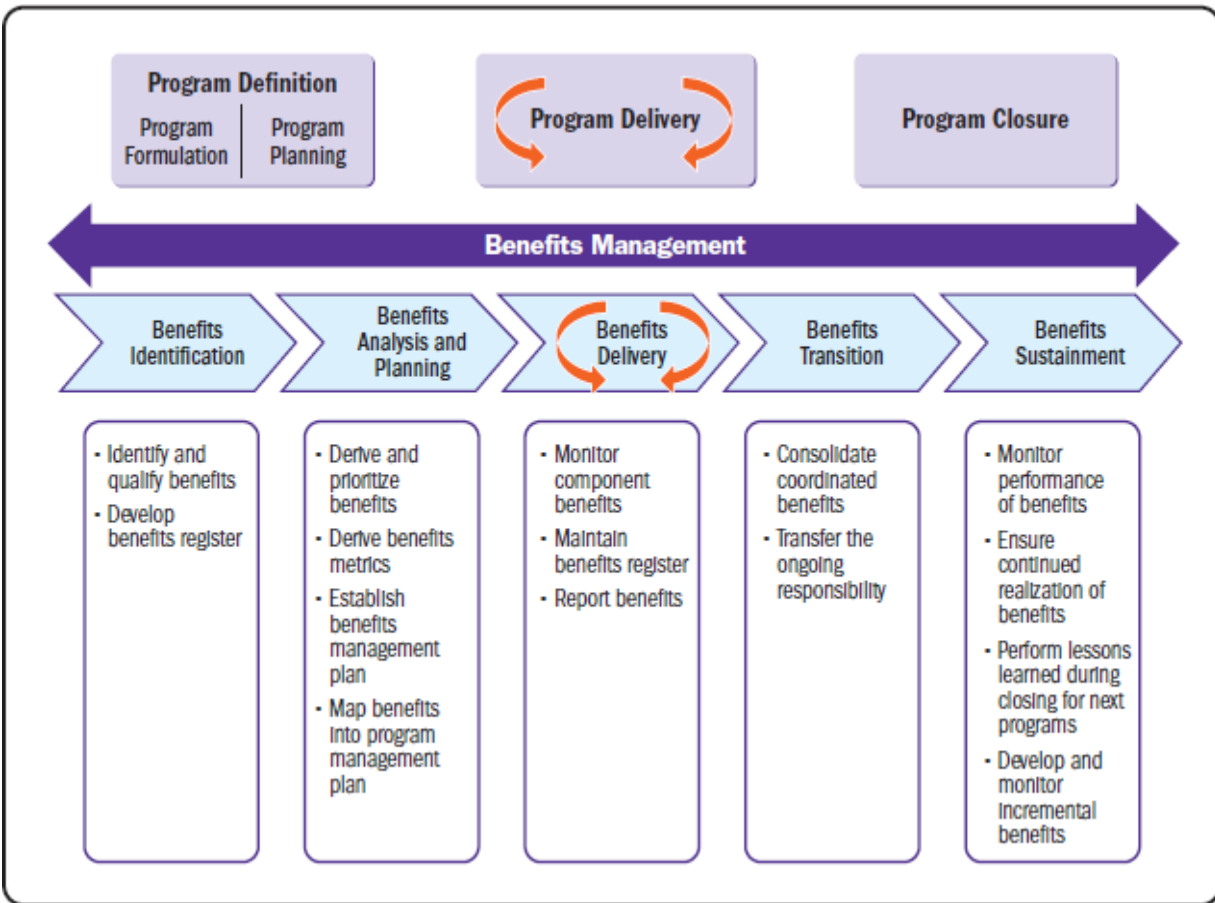 Program Definition
Program
Formulation
Program
Planning
Program Delivery
Program Closure
Benefits Management
Benefits
Identification
Benefits
Analysis and
Planning
Benefits
Delivery
Benefits
Transition
Benefits
Sustainment
· Identify and
qualify benefits
· Develop
benefits register
· Derive and
prioritize
benefits
· Derive benefits
metrics
· Establish
benefits
management
plan
· Map benefits
into program
management
plan
· Monitor
component
benefits
· Maintain
benefits register
· Report benefits
· Consolidate
coordinated
benefits
· Transfer the
ongoing
responsibility
· Monitor
performance
of benefits
· Ensure
continued
realization of
benefits
· Perform lessons
learned during
closing for next
programs
· Develop and
monitor
incremental
benefits